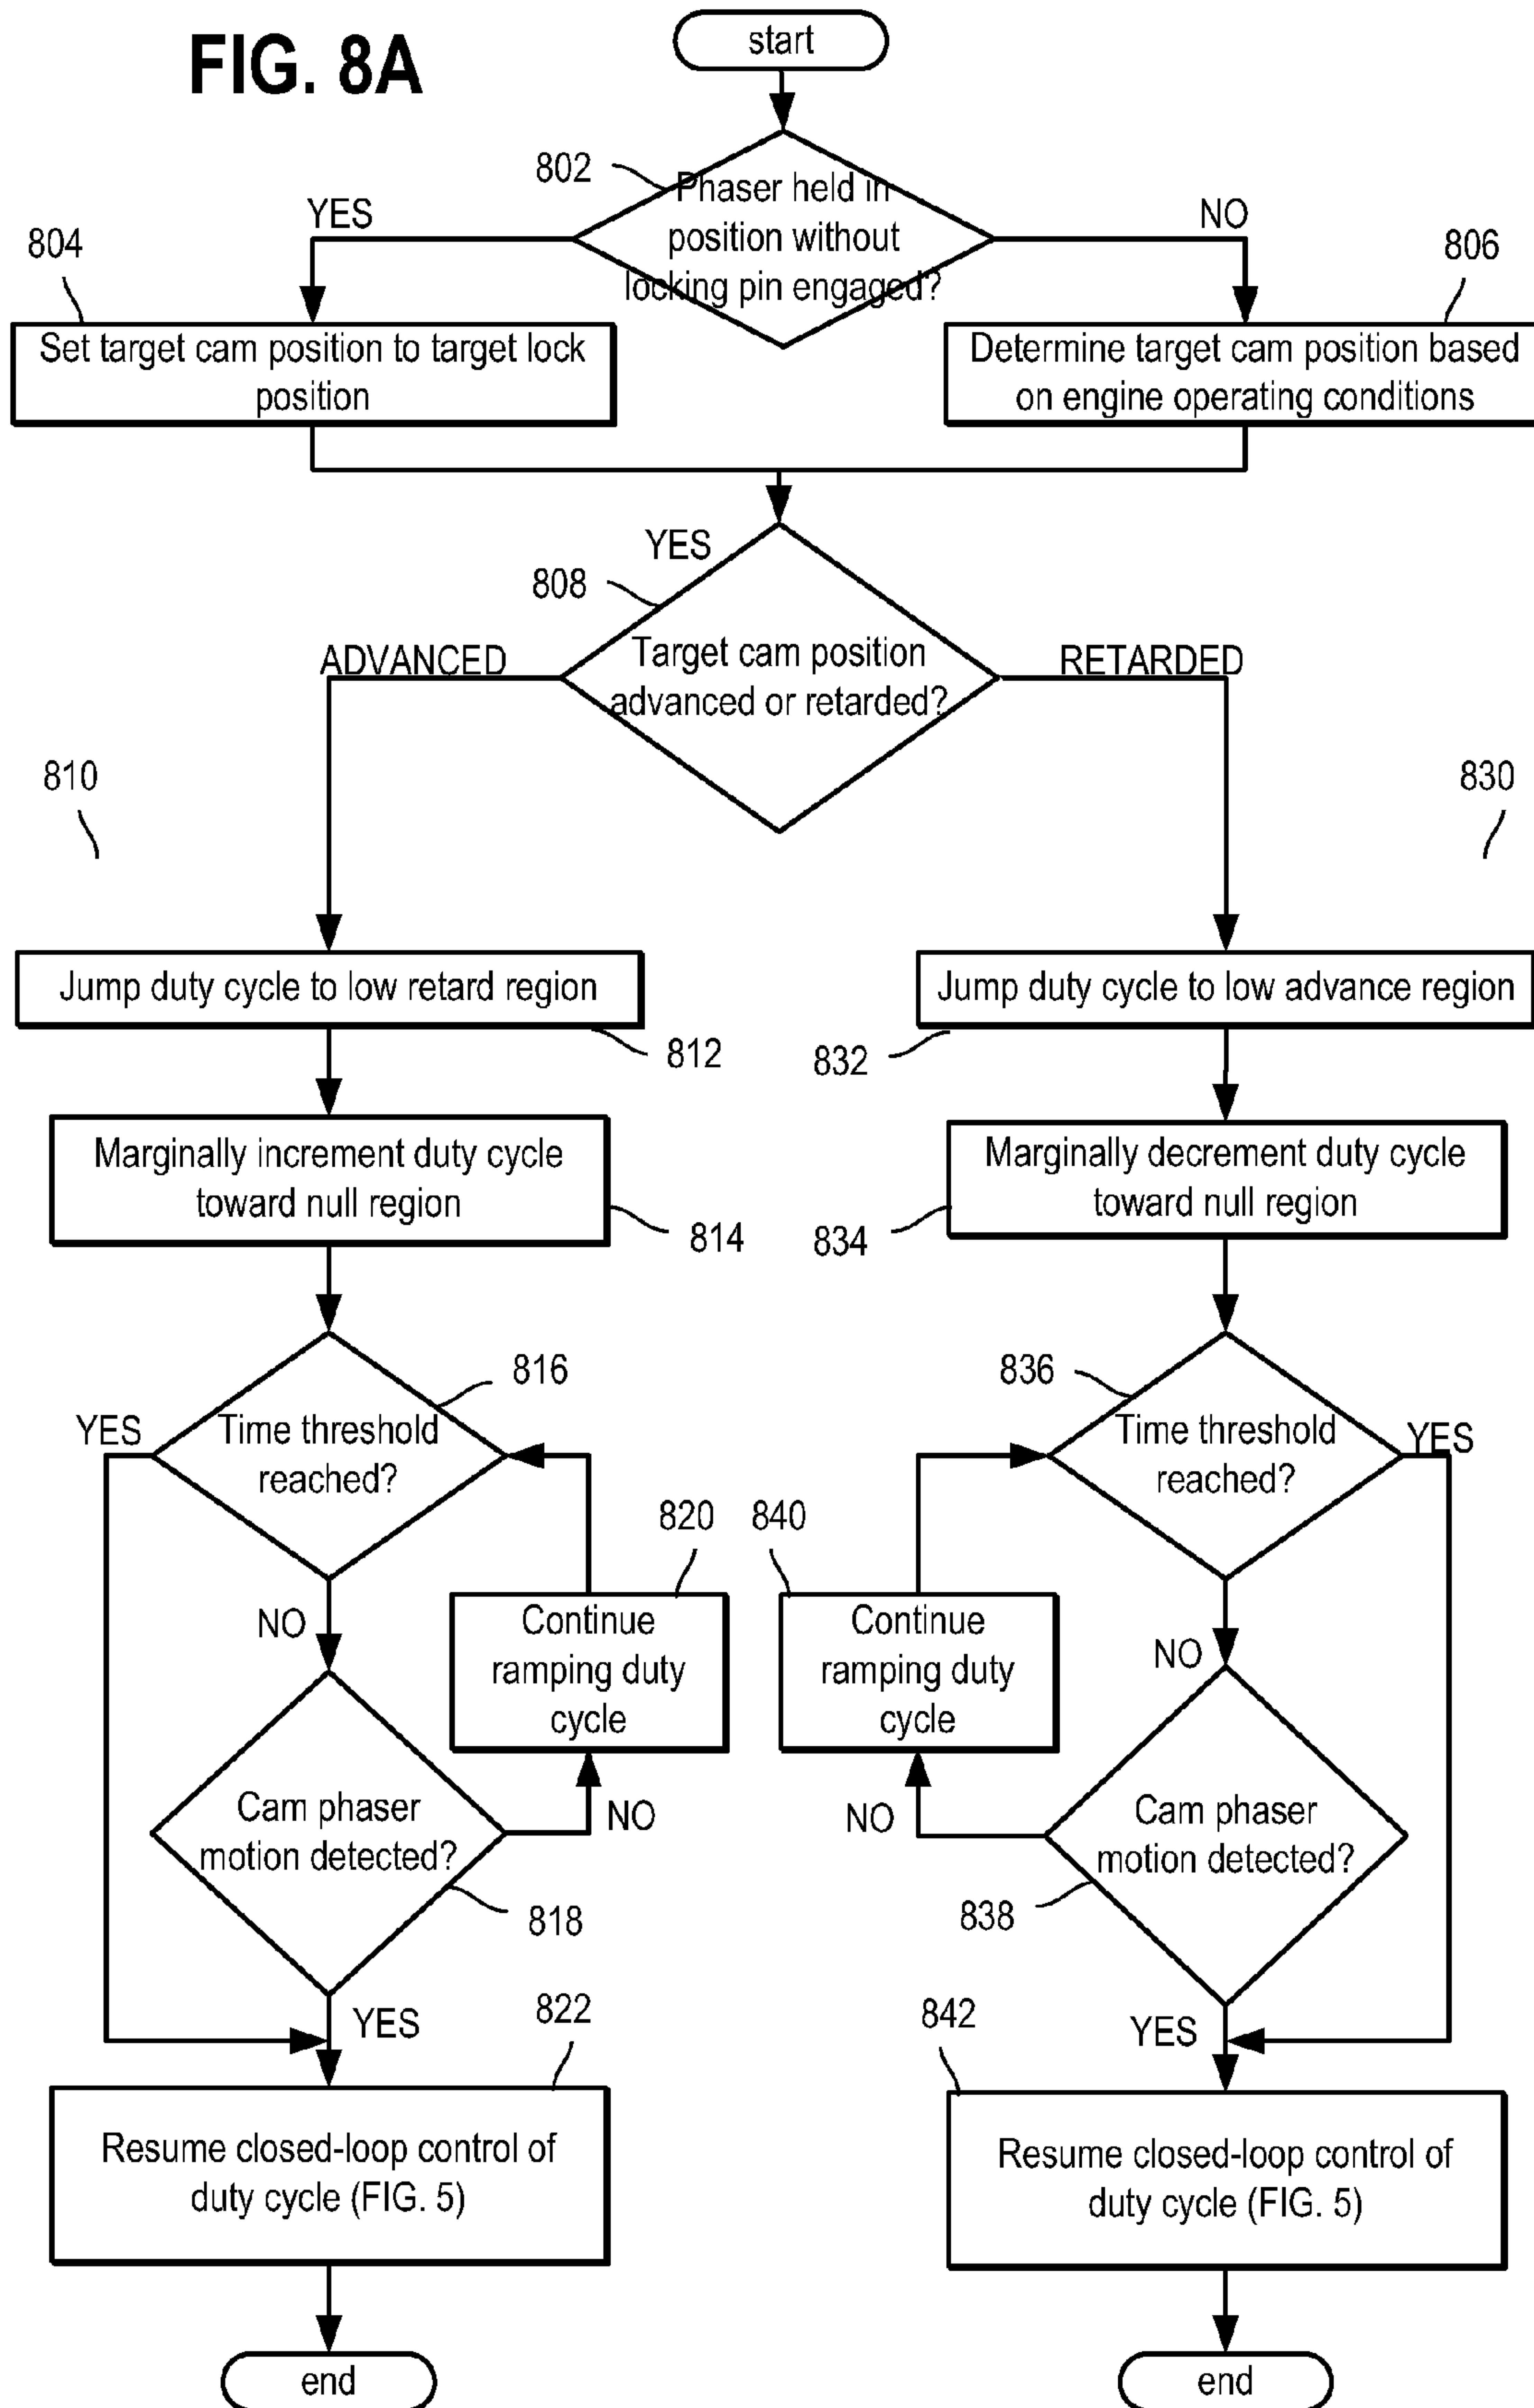 FIG. 8A
start
802
Phaser held in
position without
locking pin engaged?
YES
NO
804
806
Set target cam position to target lock
position
Determine target cam position based
on engine operating conditions
YES
808
Target cam position
advanced or retarded?
ADVANCED
RETARDED
810
830
Jump duty cycle to low retard region
812
Jump duty cycle to low advance region
832
Marginally increment duty cycle
toward null region
814
Marginally decrement duty cycle
toward null region
834
816
Time threshold
reached?
YES
836
Time threshold
reached?
YES
820
840
NO
Continue
ramping duty
cycle
Continue
ramping duty
cycle
NO
Cam phaser
motion detected?
NO
818
NO
Cam phaser
motion detected?
838
YES
822
842
YES
Resume closed-loop control of
duty cycle (FIG. 5)
Resume closed-loop control of
duty cycle (FIG. 5)
end
end